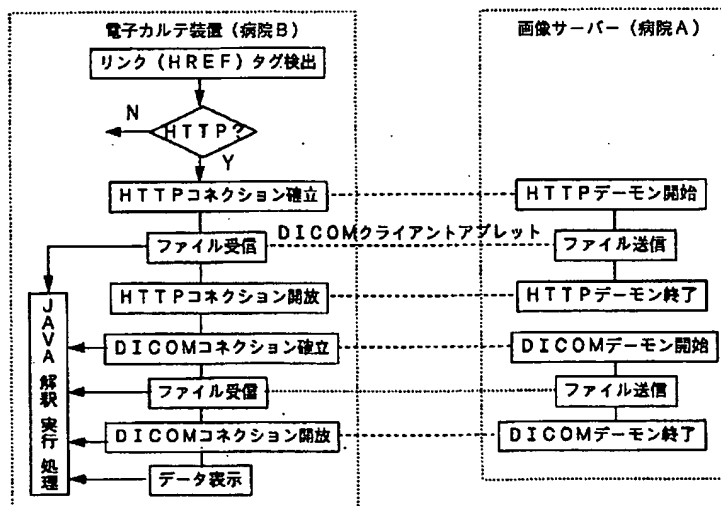 電子カルテ装置(病院B)
リンク(HREF)タグ検出
N
HTTP?
Y
HTTPコネクション確立
DICOMクライアントアプレット
ファイル受信
HTTPコネクション開放
JAVA 解釈 実行 処理
DICOMコネクション確立
ファイル受信
DICOMコネクション開放
データ表示
画像サーバー(病院A)
HTTPデーモン開始
ファイル送信
HTTPデーモン終了
DICOMデーモン開始
ファイル送信
DICOMデーモン終了